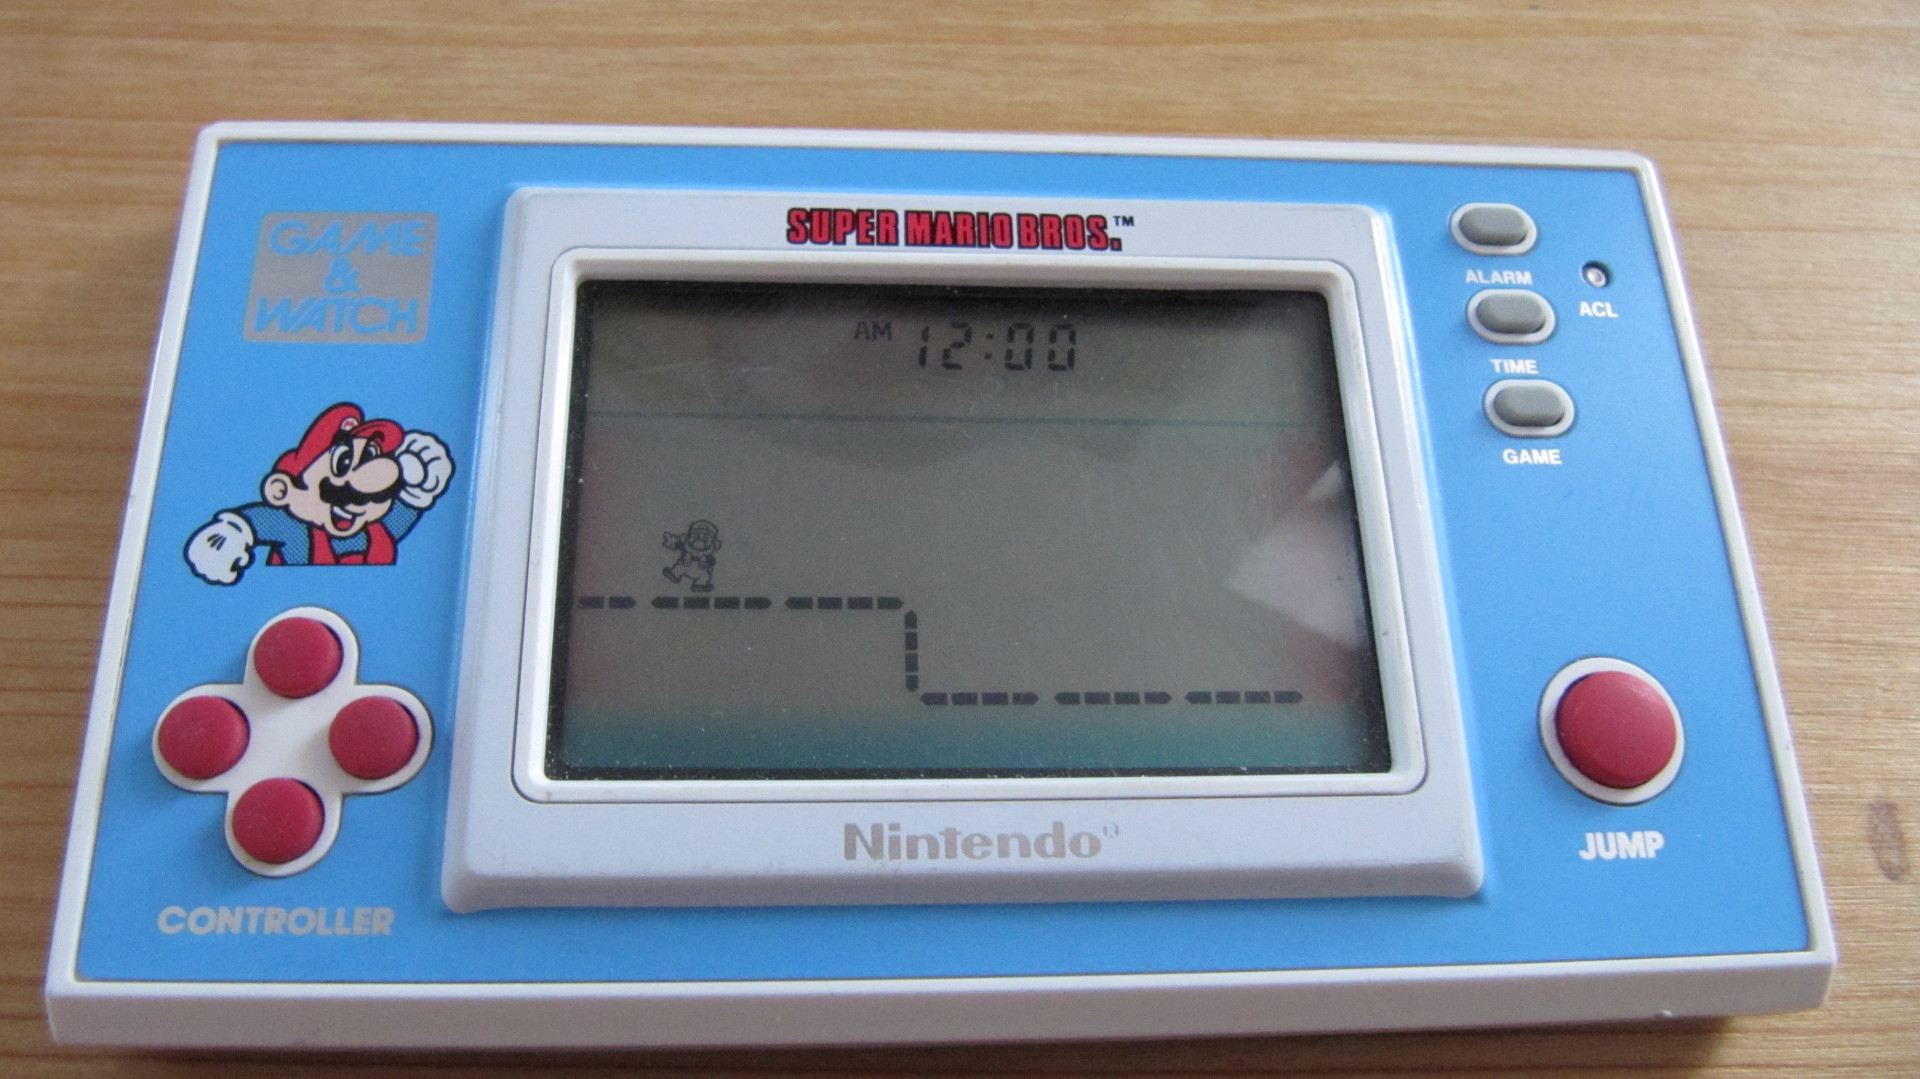 SUPER MARIO BROS.™
GAME
&
WATCH
ALARM
ACL
TIME
GAME
AM 12:00
JUMP
Nintendo®
CONTROLLER